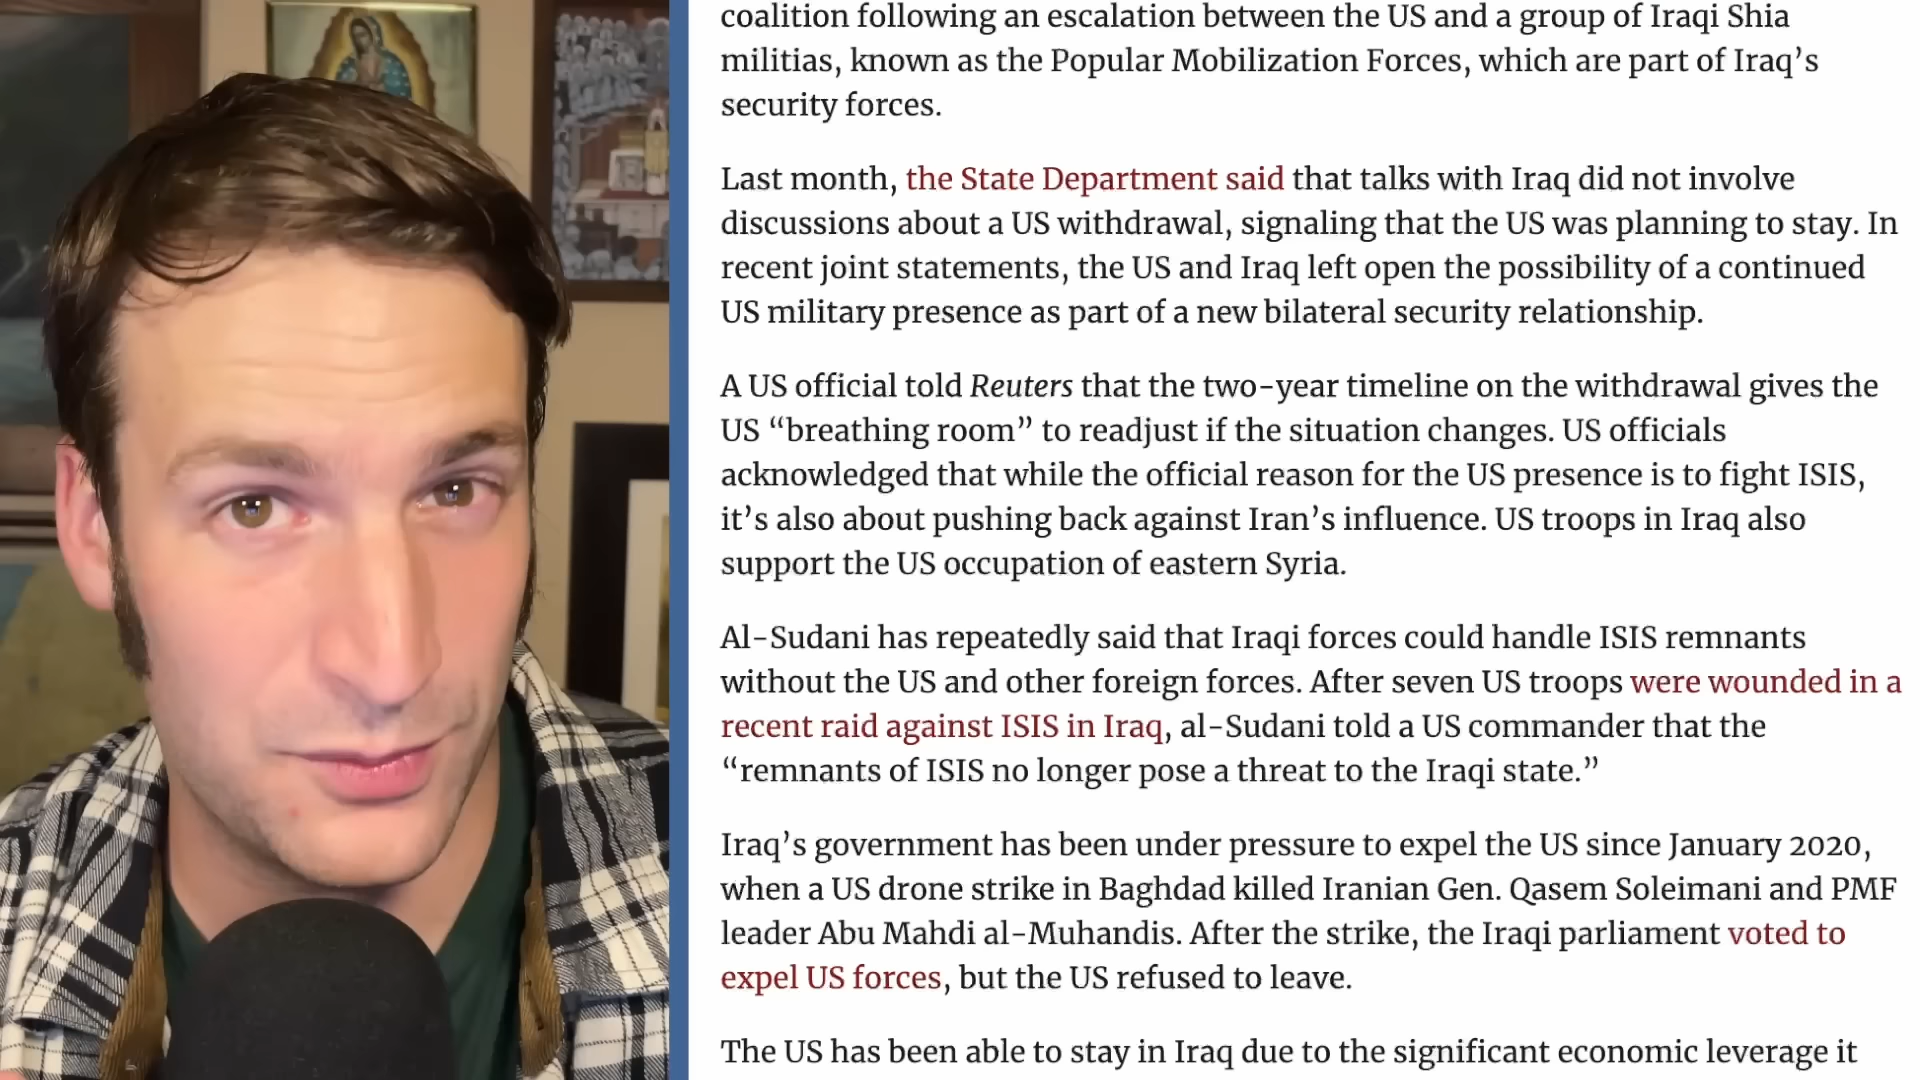 coalition following an escalation between the US and a group of Iraqi Shia
militias, known as the Popular Mobilization Forces, which are part of Iraq’s
security forces.
Last month, the State Department said that talks with Iraq did not involve
discussions about a US withdrawal, signaling that the US was planning to stay. In
recent joint statements, the US and Iraq left open the possibility of a continued
US military presence as part of a new bilateral security relationship.
A US official told Reuters that the two-year timeline on the withdrawal gives the
US “breathing room” to readjust if the situation changes. US officials
acknowledged that while the official reason for the US presence is to fight ISIS,
it’s also about pushing back against Iran’s influence. US troops in Iraq also
support the US occupation of eastern Syria.
Al-Sudani has repeatedly said that Iraqi forces could handle ISIS remnants
without the US and other foreign forces. After seven US troops were wounded in a
recent raid against ISIS in Iraq, al-Sudani told a US commander that the
“remnants of ISIS no longer pose a threat to the Iraqi state.”
Iraq’s government has been under pressure to expel the US since January 2020,
when a US drone strike in Baghdad killed Iranian Gen. Qasem Soleimani and PMF
leader Abu Mahdi al-Muhandis. After the strike, the Iraqi parliament voted to
expel US forces, but the US refused to leave.
The US has been able to stay in Iraq due to the significant economic leverage it